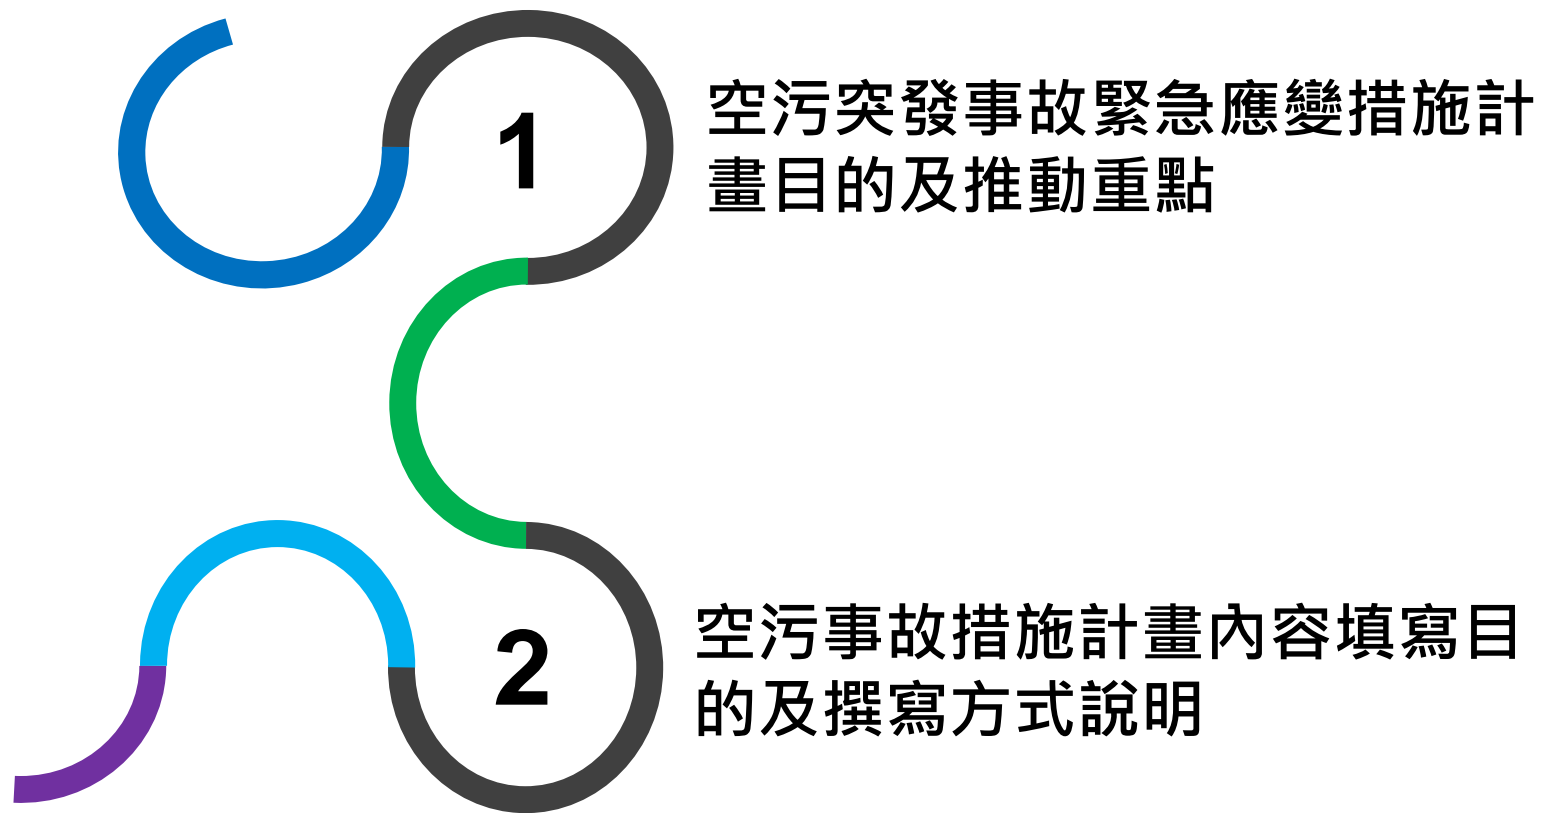 1
空污突發事故緊急應變措施計
畫目的及推動重點
2
空污事故措施計畫內容填寫目
的及撰寫方式說明